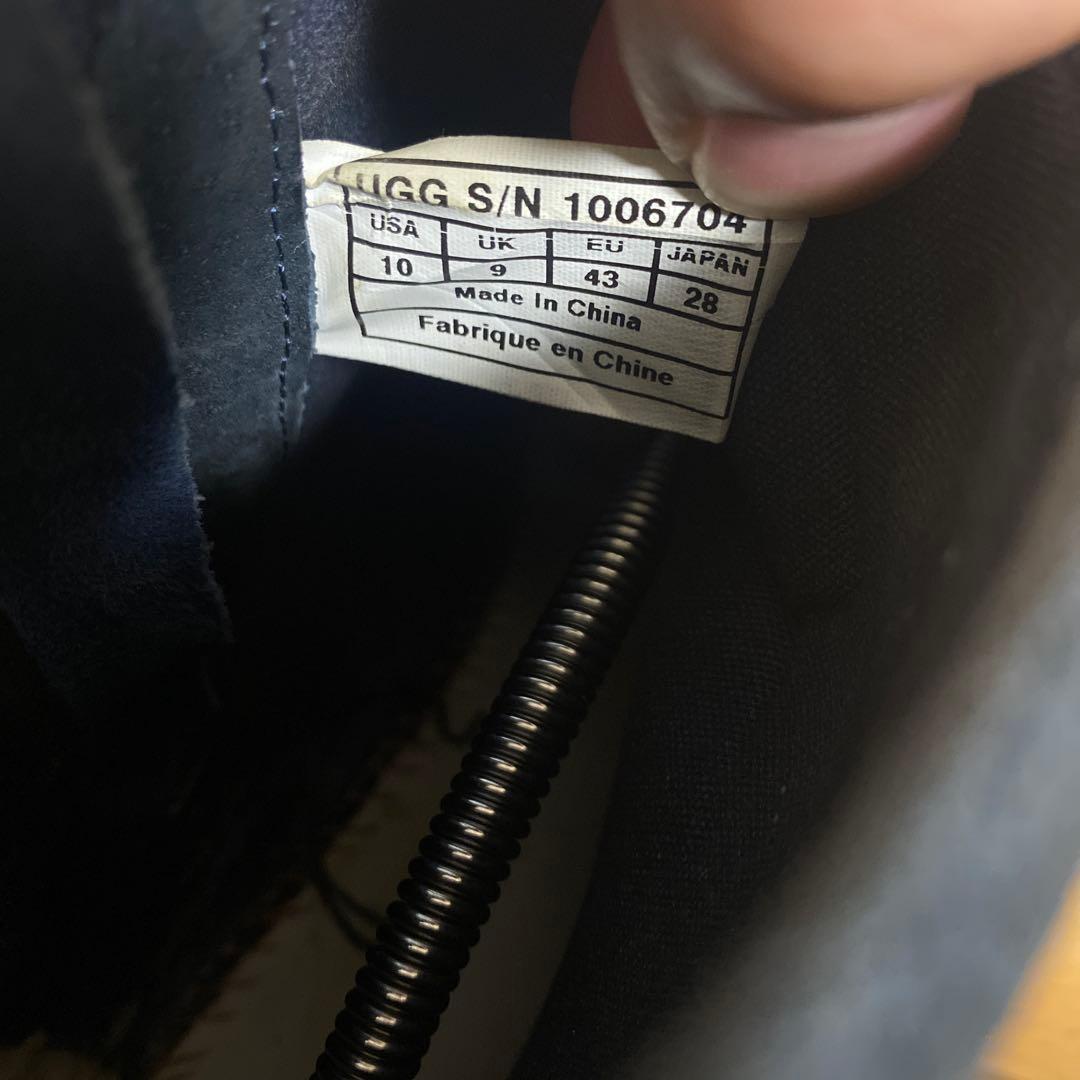 UGG S/N 1006704
USA UK EU JAPAN
10 9 43 28
Made In China
Fabrique en Chine